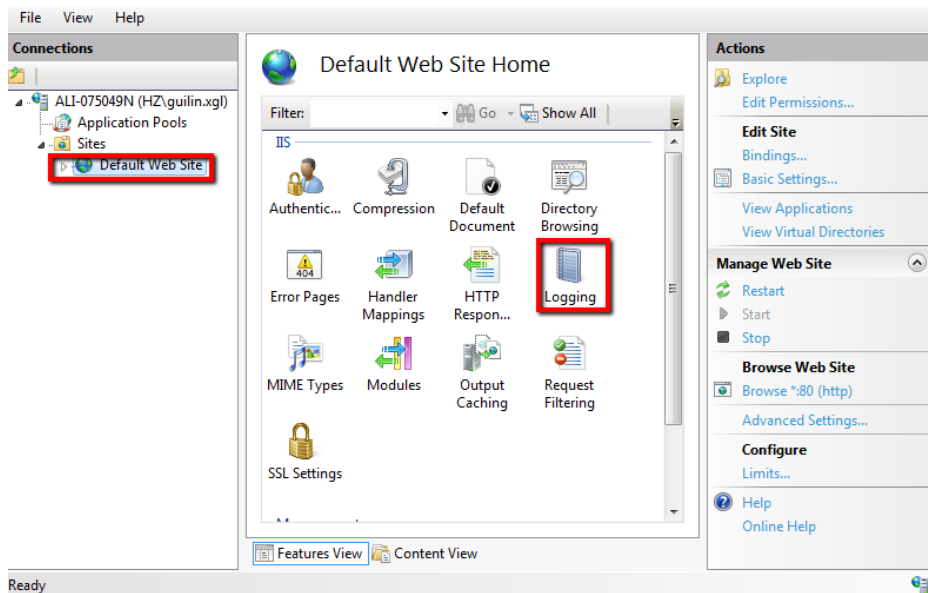 File View Help
Connections
ALI-075049N (HZ\guilin.xgl)
Application Pools
Sites
Default Web Site
Default Web Site Home
Filter: Go Show All
IIS
Authentic... Compression Default Document Directory Browsing
Error Pages Handler Mappings HTTP Respon... Logging
404
MIME Types Modules Output Caching Request Filtering
SSL Settings
Features View Content View
Actions
Explore
Edit Permissions...
Edit Site
Bindings...
Basic Settings...
View Applications
View Virtual Directories
Manage Web Site
Restart
Start
Stop
Browse Web Site
Browse *:80 (http)
Advanced Settings...
Configure
Limits...
Help
Online Help
Ready